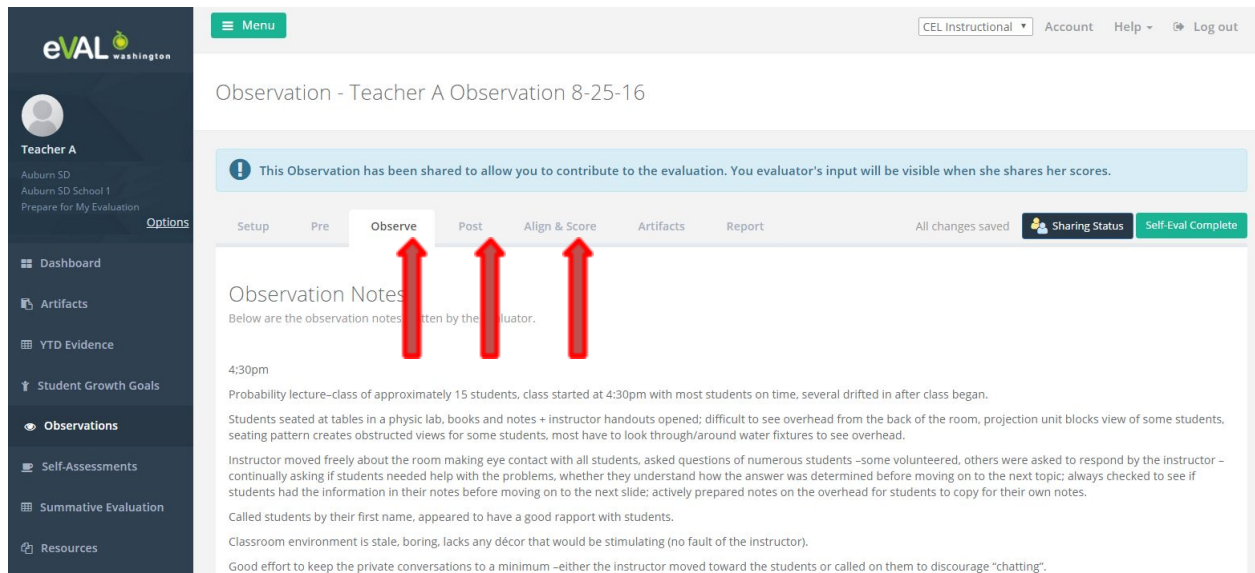 eVAL washington
Menu
CEL Instructional
Account
Help
Log out
Observation - Teacher A Observation 8-25-16
Teacher A
Auburn SD
Auburn SD School 1
Prepare for My Evaluation
Options
Dashboard
Artifacts
YTD Evidence
Student Growth Goals
Observations
Self-Assessments
Summative Evaluation
Resources
This Observation has been shared to allow you to contribute to the evaluation. You evaluator's input will be visible when she shares her scores.
Setup
Pre
Observe
Post
Align & Score
Artifacts
Report
All changes saved
Sharing Status
Self-Eval Complete
Observation Notes
Below are the observation notes by the
4:30pm
Probability lecture–class of approximately 15 students, class started at 4:30pm with most students on time, several drifted in after class began.
Students seated at tables in a physic lab, books and notes + instructor handouts opened; difficult to see overhead from the back of the room, projection unit blocks view of some students,
seating pattern creates obstructed views for some students, most have to look through/around water fixtures to see overhead.
Instructor moved freely about the room making eye contact with all students, asked questions of numerous students –some volunteered, others were asked to respond by the instructor –
continually asking if students needed help with the problems, whether they understand how the answer was determined before moving on to the next topic; always checked to see if
students had the information in their notes before moving on to the next slide; actively prepared notes on the overhead for students to copy for their own notes.
Called students by their first name, appeared to have a good rapport with students.
Classroom environment is stale, boring, lacks any décor that would be stimulating (no fault of the instructor).
Good effort to keep the private conversations to a minimum –either the instructor moved toward the students or called on them to discourage “chatting”.